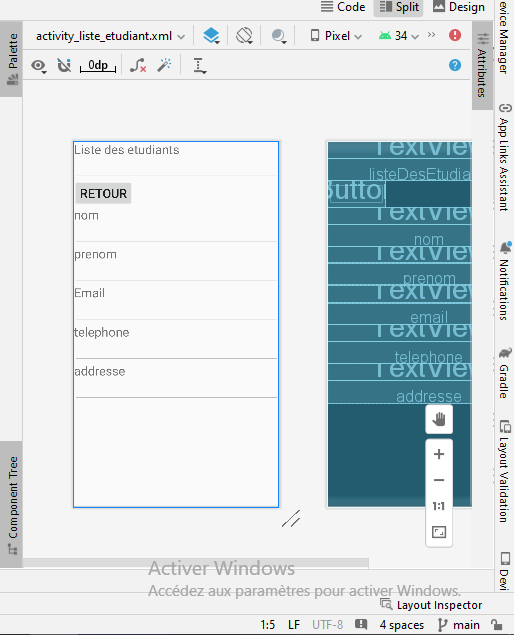 Code Split Design
activity_liste_etudiant.xml Pixel 34
0dp
Palette
Component Tree
Attributes
evice Manager
App Links Assistant
Notifications
Gradle
Layout Validation
Devi
Liste des etudiants
RETOUR
nom
prenom
Email
telephone
addresse
TextView
listeDesEtudia
Button
TextView
nom
TextView
prenom
TextView
email
TextView
telephone
TextView
addresse
1:1
Activer Windows
Accédez aux paramètres pour activer Windows.
Layout Inspector
1:5 LF UTF-8 4 spaces main